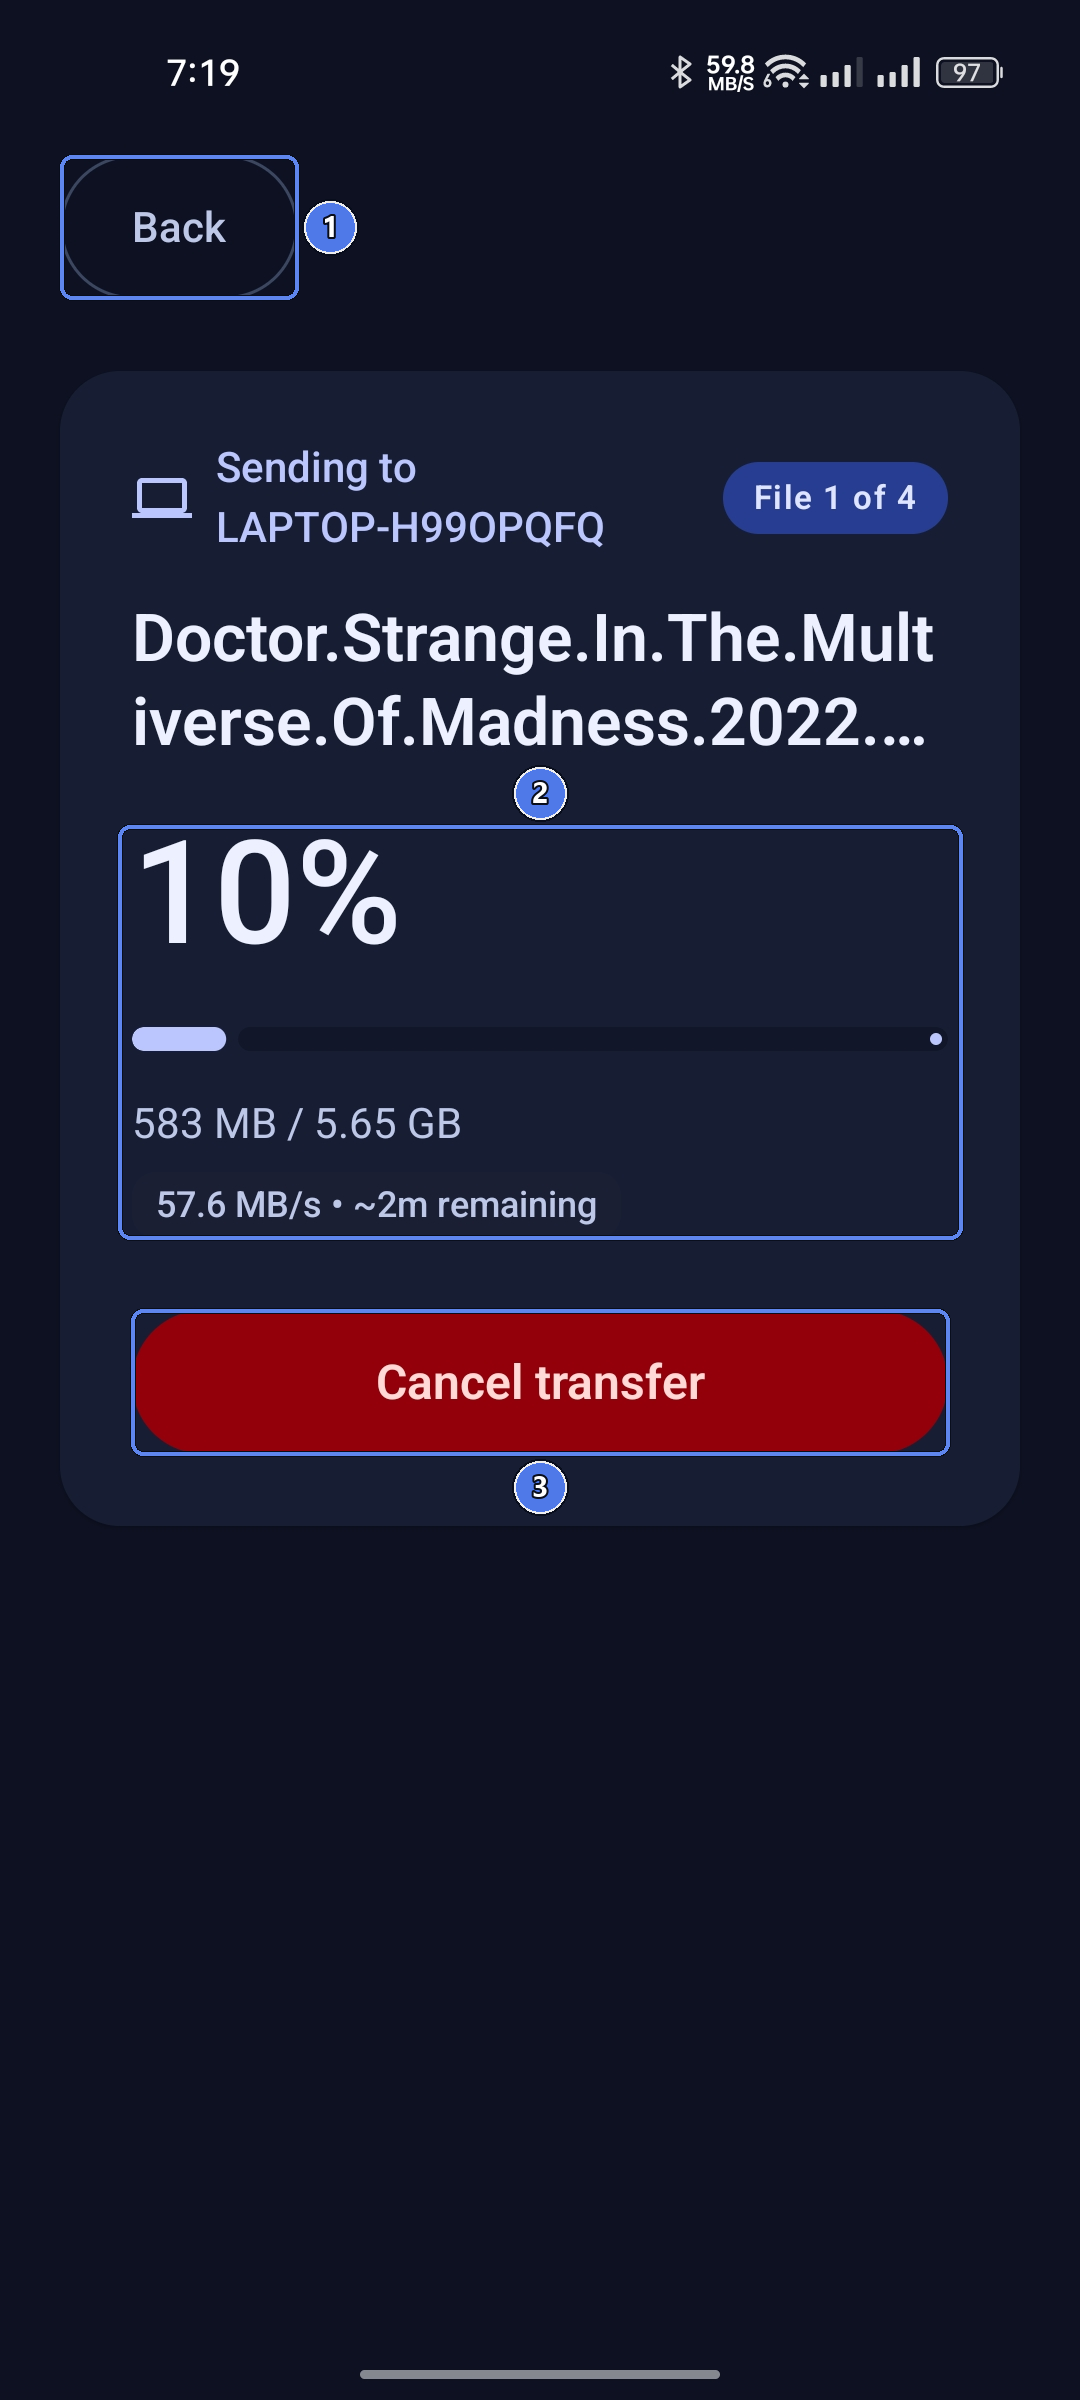 7:19
59.8
MB/S
6
97
Back
1
Sending to
LAPTOP-H99OPQFQ
File 1 of 4
Doctor.Strange.In.The.Mult
iverse.Of.Madness.2022.…
2
10%
583 MB / 5.65 GB
57.6 MB/s • ~2m remaining
Cancel transfer
3